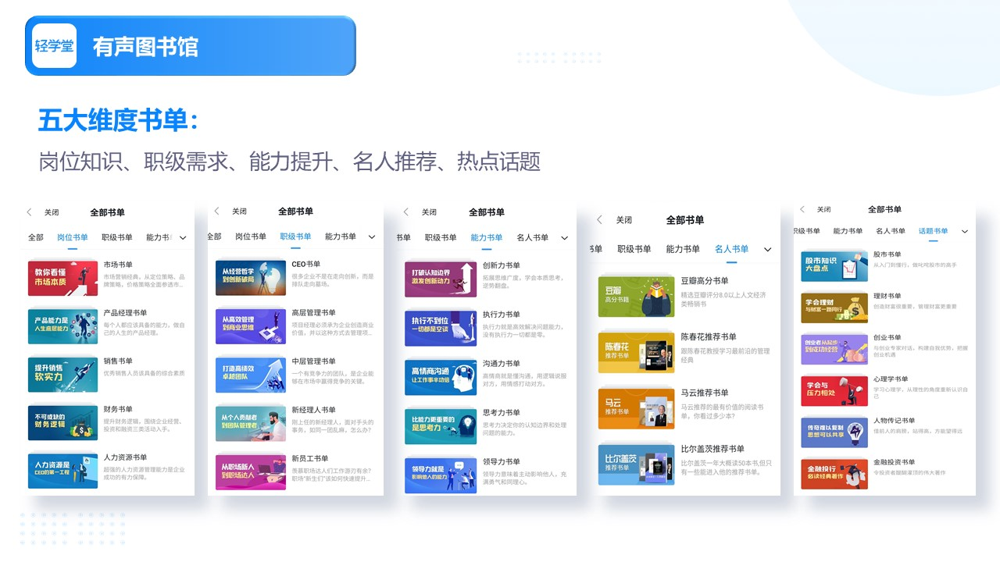 轻学堂
有声图书馆
五大维度书单：
岗位知识、职级需求、能力提升、名人推荐、热点话题
关闭
全部书单
全部 岗位书单 职级书单 能力书
教你看懂
市场本质
市场书单
市场营销经典，从定位策略、品
牌策略，价格策略全面参透市...
产品能力是
人生底层能力
产品经理书单
每个人都应该具备的能力，做自
己的人生的产品经理。
提升销售
软实力
销售书单
优秀销售人员该具备的综合素质
不可或缺的
财务逻辑
财务书单
提升财务逻辑，围绕企业经营、
投资和融资三类活动入手。
人力资源是
CEO的第一工程
人力资源书单
超强的人力资源管理能力是企业
成功的有力保障。
关闭
全部书单
全部 岗位书单 职级书单 能力书单
从经营哲学
到创新破局
CEO书单
很多企业不是在走向创新，而是
排队走向墓场。
从高效管理
到商业思维
高层管理书单
项目经理必须承为企业创造商业
价值，并以这种方式去管理项...
打造高绩效
卓越团队
中层管理书单
一个有竞争力的团队，是企业能
够在市场中赢得竞争的关键。
从个人贡献者
到团队管理者
新经理人书单
刚上任的新经理人，面对手头的
事务，如同一团乱麻，怎么办？
从职场新人
到职场达人
新员工书单
羡慕职场达人们工作游刃有余？
职场“新生们”该如何快速提升...
关闭
全部书单
书单 职级书单 能力书单 名人书单
打破认知边界
激发创新动力
创新力书单
拓展思维广度，学会本质思考，
逆势翻盘。
执行不到位
一切都是空谈
执行力书单
执行力就是高效解决问题能力，
没有执行力一切都是零。
高情商沟通
让工作事半功倍
沟通力书单
高情商就是懂沟通，用逻辑说服
对方，用情感打动对方。
比能力更重要的
是思考力
思考力书单
思考力决定你的认知边界和处理
问题的能力。
领导力就是
影响他人的能力
领导力书单
领导力意味着主动影响他人，充
满勇气和同理心。
关闭
全部书单
书单 职级书单 能力书单 名人书单
豆瓣
高分书籍
豆瓣高分书单
精选豆瓣评分8.0以上人文经济
类畅销书
陈春花
推荐书单
陈春花推荐书单
跟陈春花教授学习最前沿的管理
经典
马云
推荐书单
马云推荐书单
马云推荐的最有价值的阅读书
单，你看过多少本？
比尔盖茨
推荐书单
比尔盖茨推荐书单
比尔盖茨一年大概读50本书,但只
有一些能进入他的推荐书单。
关闭
全部书单
职级书单 能力书单 名人书单 话题书单
股市知识
大盘点
股市书单
从入门到懂行，做叱咤股市的高手
学会理财
与财富一路同行
理财书单
创造财富很重要，管理财富更重要
创业者从起步
到成功经营
创业书单
与创业专家对话，构建自我优势，把握
创业机遇
学会与
压力相处
心理学书单
学习心理学，从理性的角度重新认识自
己
传奇难以复制
思想可以共享
人物传记书单
借前人的肩膀，站得高，方能望得远
金融投行
必读经典著作
金融投资书单
令投资者醍醐灌顶的伟大著作